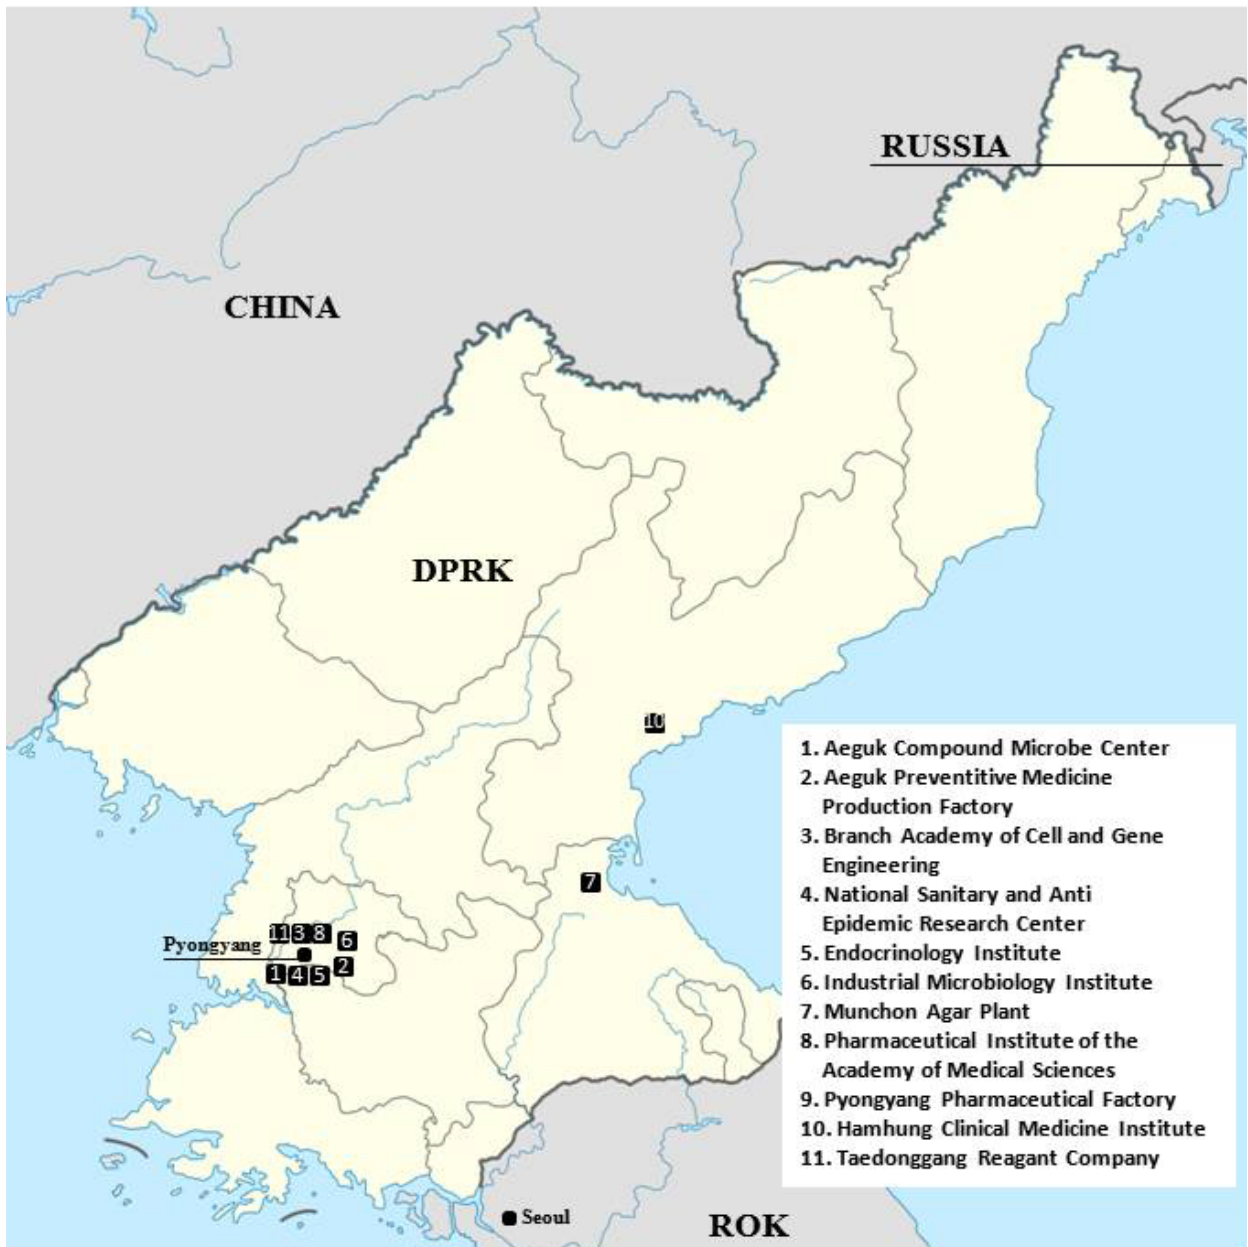 RUSSIA
CHINA
DPRK
10
7
11 3 8
6
Pyongyang
1 4 5
2
Seoul
ROK
1. Aeguk Compound Microbe Center
2. Aeguk Preventitive Medicine
Production Factory
3. Branch Academy of Cell and Gene
Engineering
4. National Sanitary and Anti
Epidemic Research Center
5. Endocrinology Institute
6. Industrial Microbiology Institute
7. Munchon Agar Plant
8. Pharmaceutical Institute of the
Academy of Medical Sciences
9. Pyongyang Pharmaceutical Factory
10. Hamhung Clinical Medicine Institute
11. Taedonggang Reagant Company